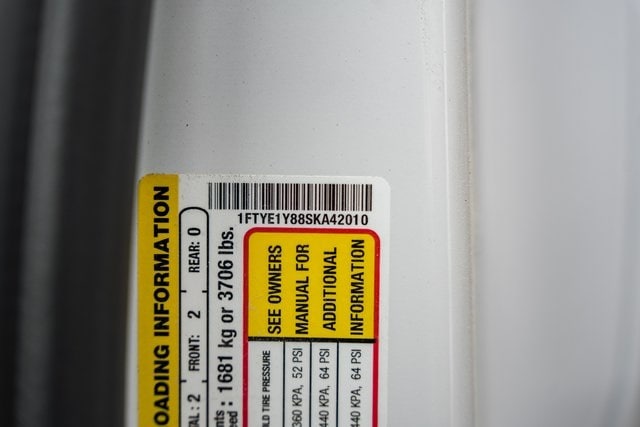 1FTYE1Y88SKA42010
OADING INFORMATION
REAR: 0
FRONT: 2
AL: 2
1681 kg or 3706 lbs.
SEE OWNERS
MANUAL FOR
ADDITIONAL
INFORMATION
LD TIRE PRESSURE
360 KPA, 52 PSI
440 KPA, 64 PSI
440 KPA, 64 PSI